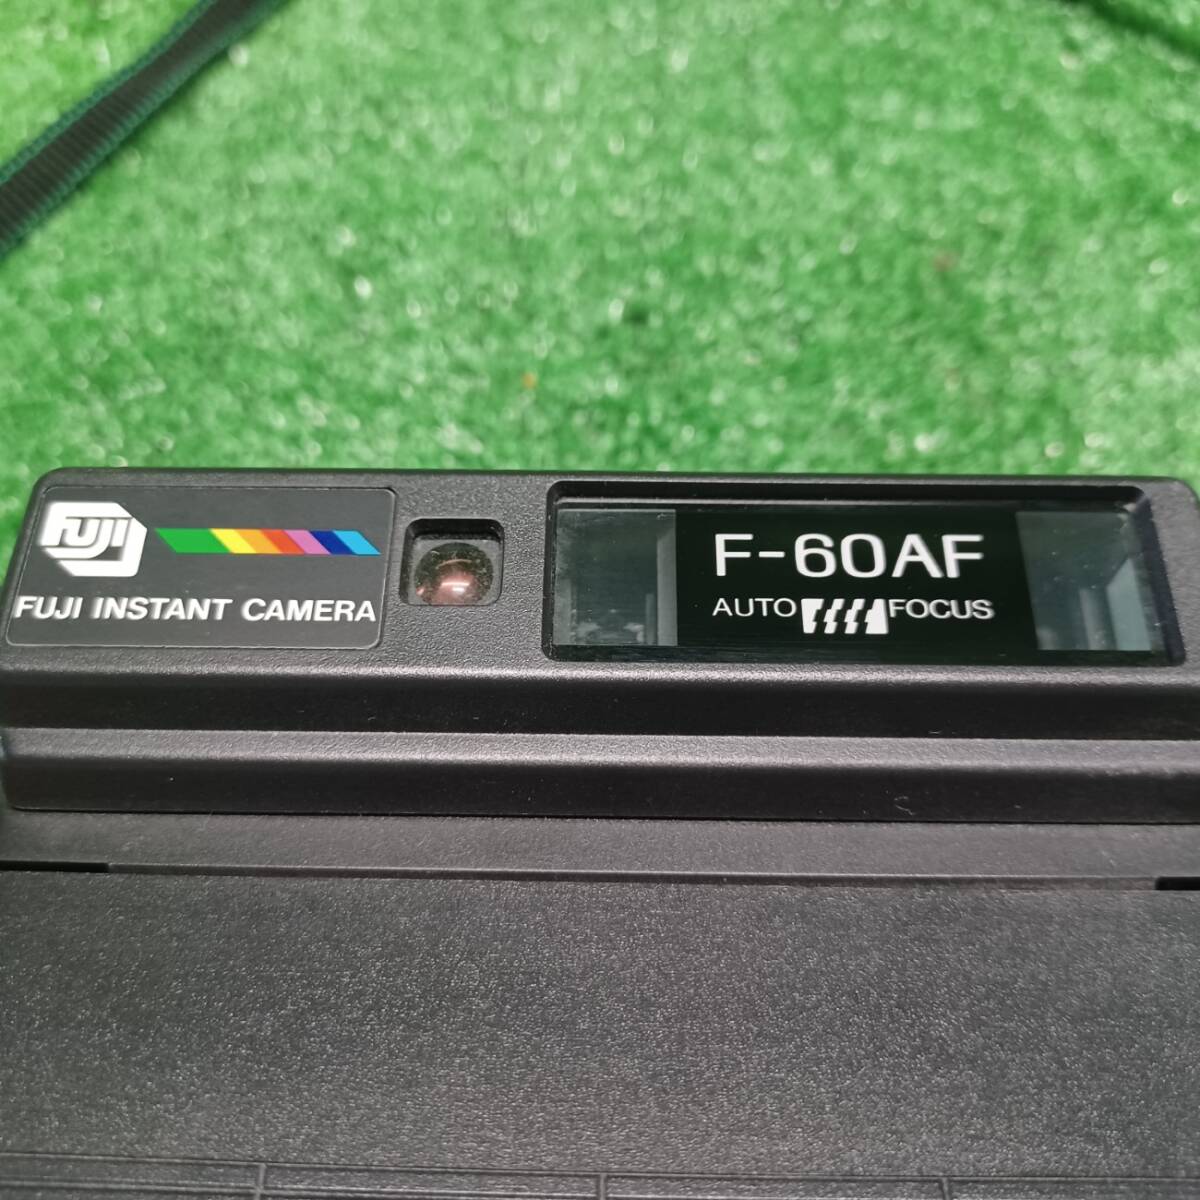 FUJI
FUJI INSTANT CAMERA
F-60AF
AUTO FOCUS